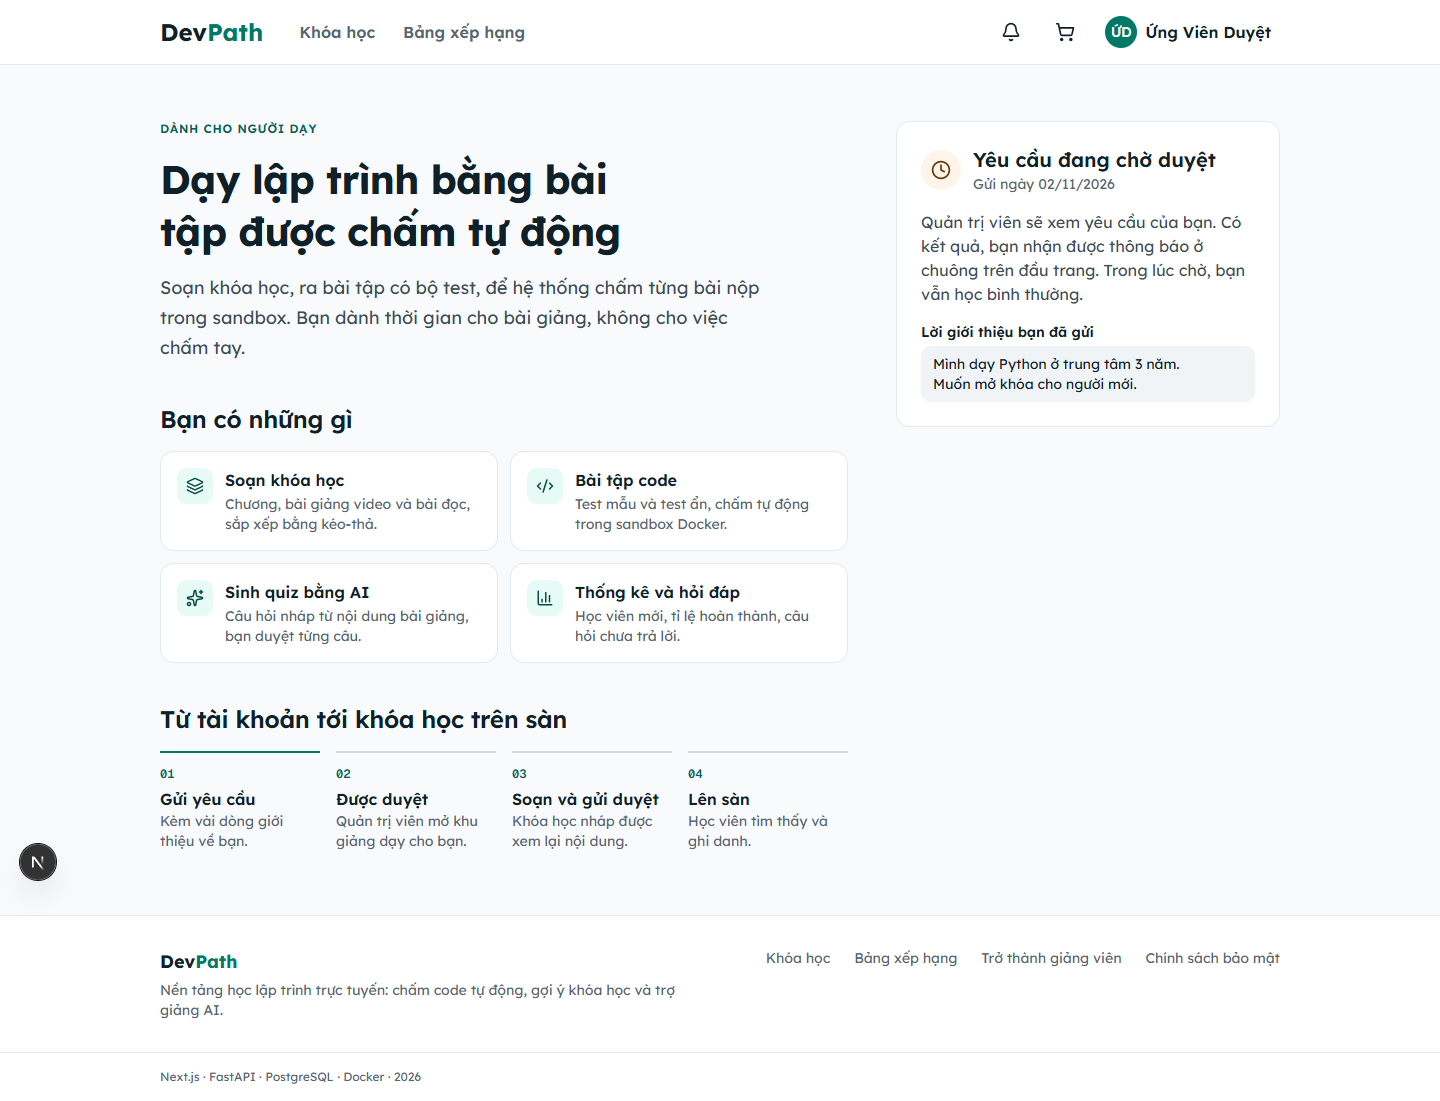 DevPath
Khóa học
Bảng xếp hạng
ỨD
Ứng Viên Duyệt
DÀNH CHO NGƯỜI DẠY
Dạy lập trình bằng bài
tập được chấm tự động
Soạn khóa học, ra bài tập có bộ test, để hệ thống chấm từng bài nộp
trong sandbox. Bạn dành thời gian cho bài giảng, không cho việc
chấm tay.
Bạn có những gì
Soạn khóa học
Chương, bài giảng video và bài đọc,
sắp xếp bằng kéo-thả.
Bài tập code
Test mẫu và test ẩn, chấm tự động
trong sandbox Docker.
Sinh quiz bằng AI
Câu hỏi nháp từ nội dung bài giảng,
bạn duyệt từng câu.
Thống kê và hỏi đáp
Học viên mới, tỉ lệ hoàn thành, câu
hỏi chưa trả lời.
Từ tài khoản tới khóa học trên sàn
01
Gửi yêu cầu
Kèm vài dòng giới
thiệu về bạn.
02
Được duyệt
Quản trị viên mở khu
giảng dạy cho bạn.
03
Soạn và gửi duyệt
Khóa học nháp được
xem lại nội dung.
04
Lên sàn
Học viên tìm thấy và
ghi danh.
Yêu cầu đang chờ duyệt
Gửi ngày 02/11/2026
Quản trị viên sẽ xem yêu cầu của bạn. Có
kết quả, bạn nhận được thông báo ở
chuông trên đầu trang. Trong lúc chờ, bạn
vẫn học bình thường.
Lời giới thiệu bạn đã gửi
Mình dạy Python ở trung tâm 3 năm.
Muốn mở khóa cho người mới.
N
DevPath
Nền tảng học lập trình trực tuyến: chấm code tự động, gợi ý khóa học và trợ
giảng AI.
Khóa học
Bảng xếp hạng
Trở thành giảng viên
Chính sách bảo mật
Next.js · FastAPI · PostgreSQL · Docker · 2026